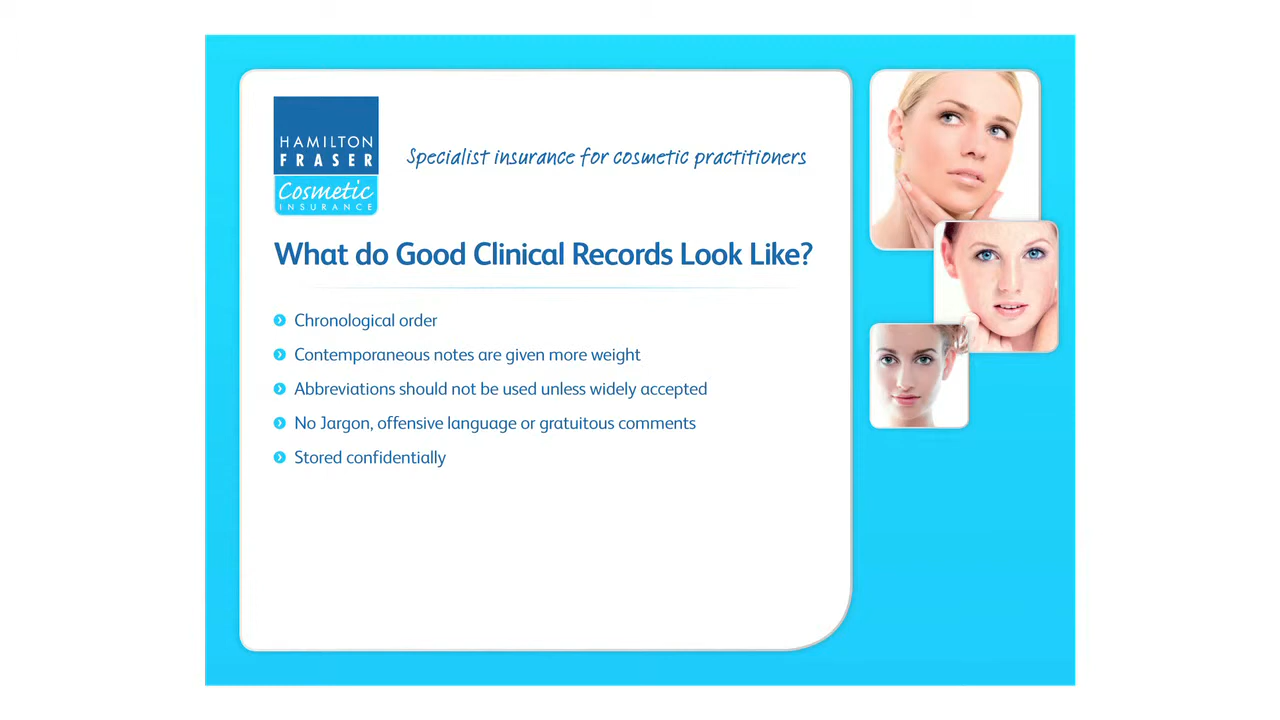 HAMILTON
FRASER
Cosmetic
INSURANCE
Specialist insurance for cosmetic practitioners
What do Good Clinical Records Look Like?
Chronological order
Contemporaneous notes are given more weight
Abbreviations should not be used unless widely accepted
No Jargon, offensive language or gratuitous comments
Stored confidentially